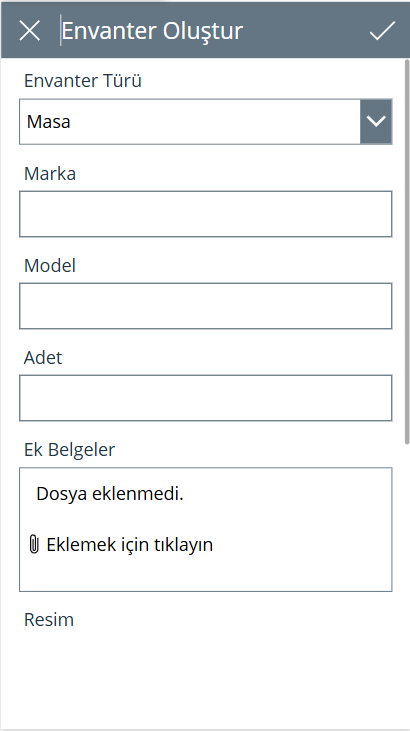 Envanter Oluştur
Envanter Türü
Masa
Marka
Model
Adet
Ek Belgeler
Dosya eklenmedi.
Eklemek için tıklayın
Resim